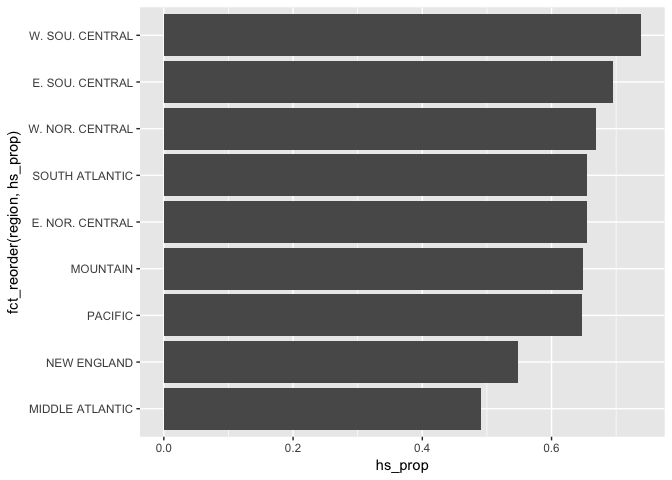 W. SOU. CENTRAL
E. SOU. CENTRAL
W. NOR. CENTRAL
SOUTH ATLANTIC
E. NOR. CENTRAL
MOUNTAIN
PACIFIC
NEW ENGLAND
MIDDLE ATLANTIC
fct_reorder(region, hs_prop)
0.0 0.2 0.4 0.6
hs_prop